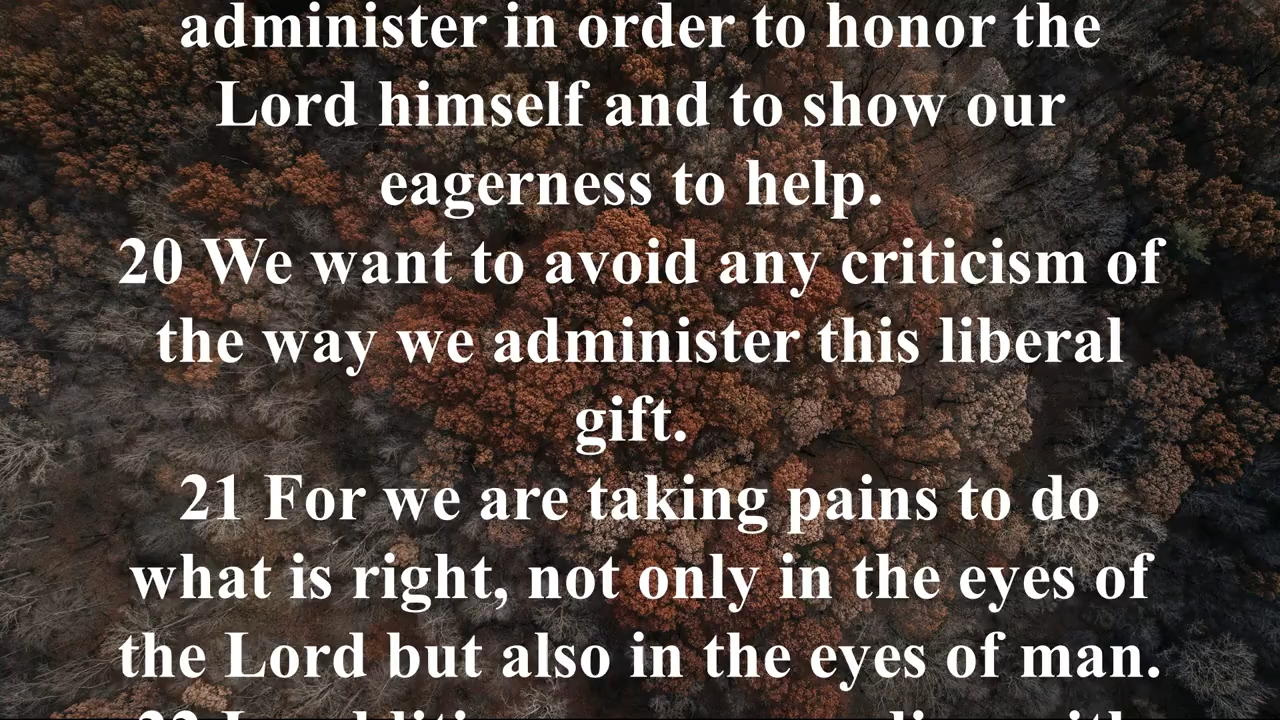 administer in order to honor the
Lord himself and to show our
eagerness to help.
20 We want to avoid any criticism of
the way we administer this liberal
gift.
21 For we are taking pains to do
what is right, not only in the eyes of
the Lord but also in the eyes of man.